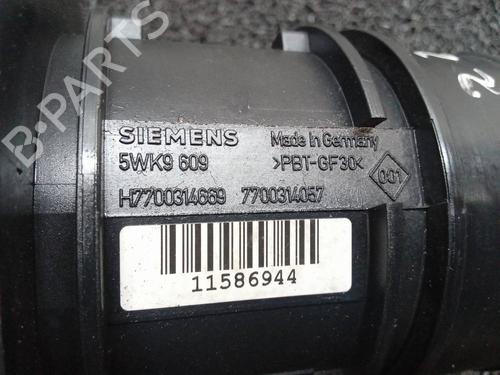 B-PARTS
SIEMENS Made in Germany
5WK9 609 >PBT-GF30< 001
H7700314669 7700314057
11586944